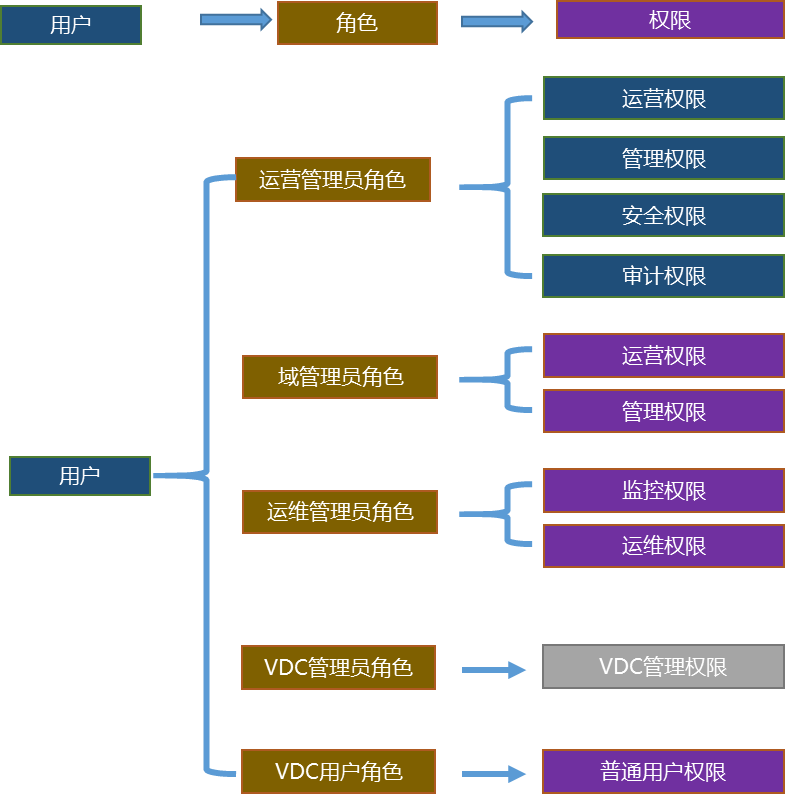 用户
角色
权限
运营管理员角色
运营权限
管理权限
安全权限
审计权限
域管理员角色
运营权限
管理权限
用户
运维管理员角色
监控权限
运维权限
VDC管理员角色
VDC管理权限
VDC用户角色
普通用户权限